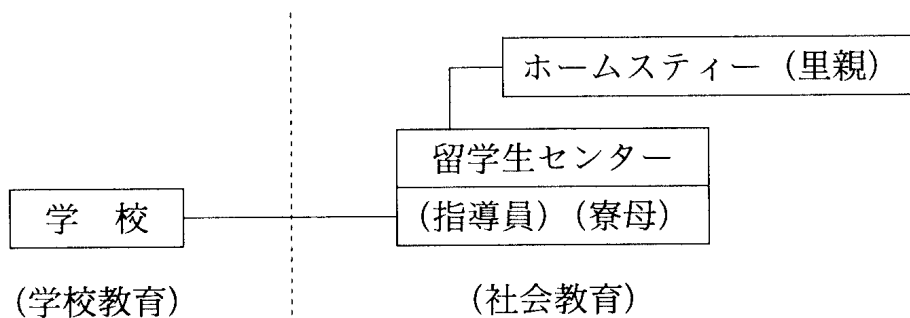 ホームスティー（里親）
留学生センター
学　校
（指導員）（寮母）
（学校教育）
（社会教育）